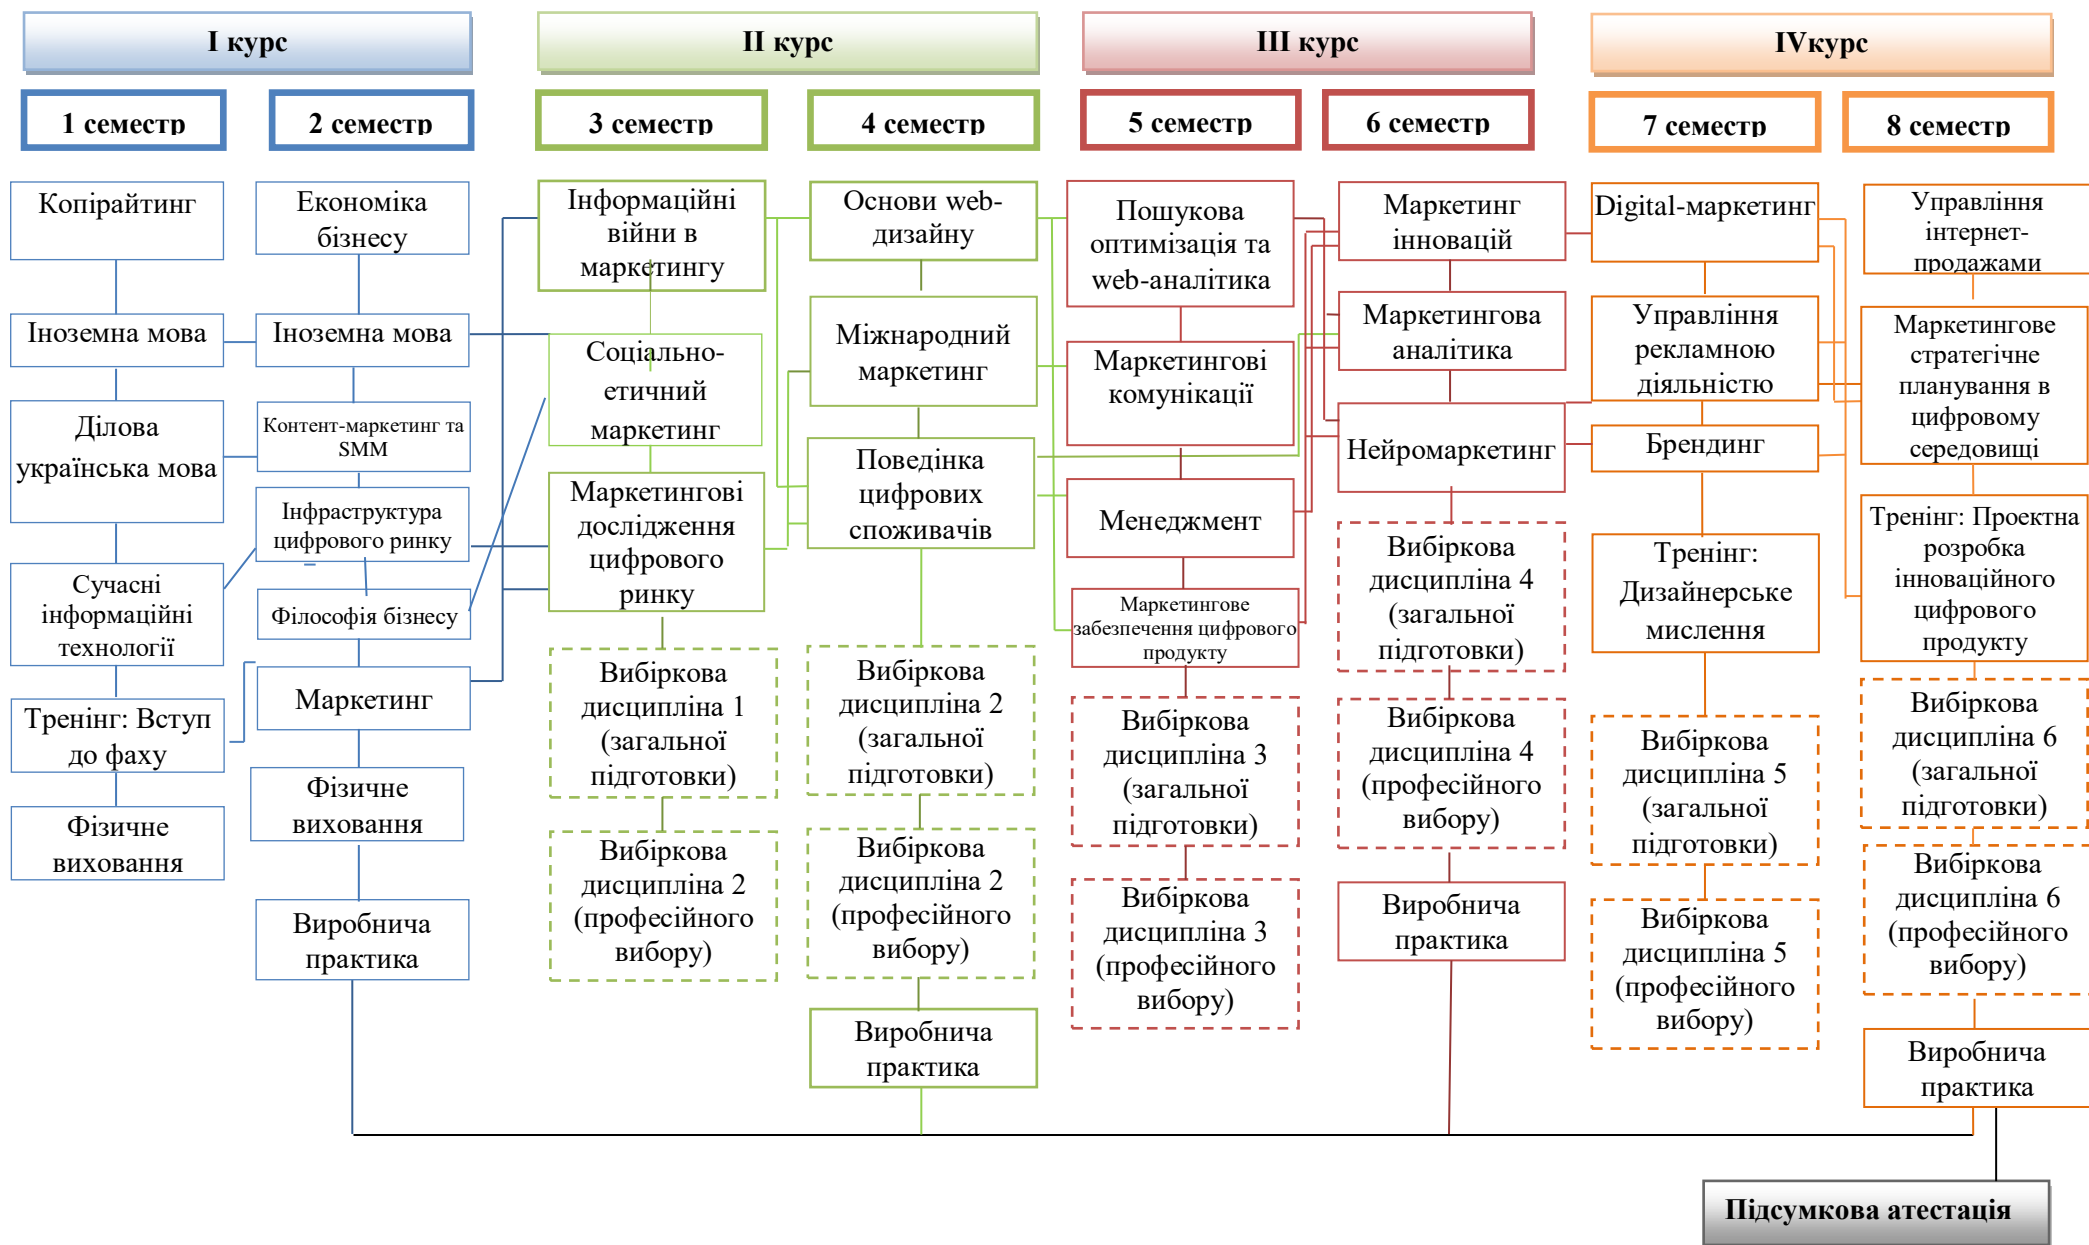 I курс
II курс
III курс
IVкурс
1 семестр
2 семестр
3 семестр
4 семестр
5 семестр
6 семестр
7 семестр
8 семестр
Копірайтинг
Іноземна мова
Ділова
українська мова
Сучасні
інформаційні
технології
Тренінг: Вступ
до фаху
Фізичне
виховання
Економіка
бізнесу
Іноземна мова
Контент-маркетинг та
SMM
Інфраструктура
цифрового ринку
Філософія бізнесу
Маркетинг
Фізичне
виховання
Виробнича
практика
Інформаційні
війни в
маркетингу
Соціально-
етичний
маркетинг
Маркетингові
дослідження
цифрового
ринку
Вибіркова
дисципліна 1
(загальної
підготовки)
Вибіркова
дисципліна 2
(професійного
вибору)
Основи web-
дизайну
Міжнародний
маркетинг
Поведінка
цифрових
споживачів
Вибіркова
дисципліна 2
(загальної
підготовки)
Вибіркова
дисципліна 2
(професійного
вибору)
Виробнича
практика
Пошукова
оптимізація та
web-аналітика
Маркетингові
комунікації
Менеджмент
Маркетингове
забезпечення цифрового
продукту
Вибіркова
дисципліна 3
(загальної
підготовки)
Вибіркова
дисципліна 3
(професійного
вибору)
Маркетинг
інновацій
Маркетингова
аналітика
Нейромаркетинг
Вибіркова
дисципліна 4
(загальної
підготовки)
Вибіркова
дисципліна 4
(професійного
вибору)
Виробнича
практика
Digital-маркетинг
Управління
рекламною
діяльністю
Брендинг
Тренінг:
Дизайнерське
мислення
Вибіркова
дисципліна 5
(загальної
підготовки)
Вибіркова
дисципліна 5
(професійного
вибору)
Управління
інтернет-
продажами
Маркетингове
стратегічне
планування в
цифровому
середовищі
Тренінг: Проектна
розробка
інноваційного
цифрового
продукту
Вибіркова
дисципліна 6
(загальної
підготовки)
Вибіркова
дисципліна 6
(професійного
вибору)
Виробнича
практика
Підсумкова атестація